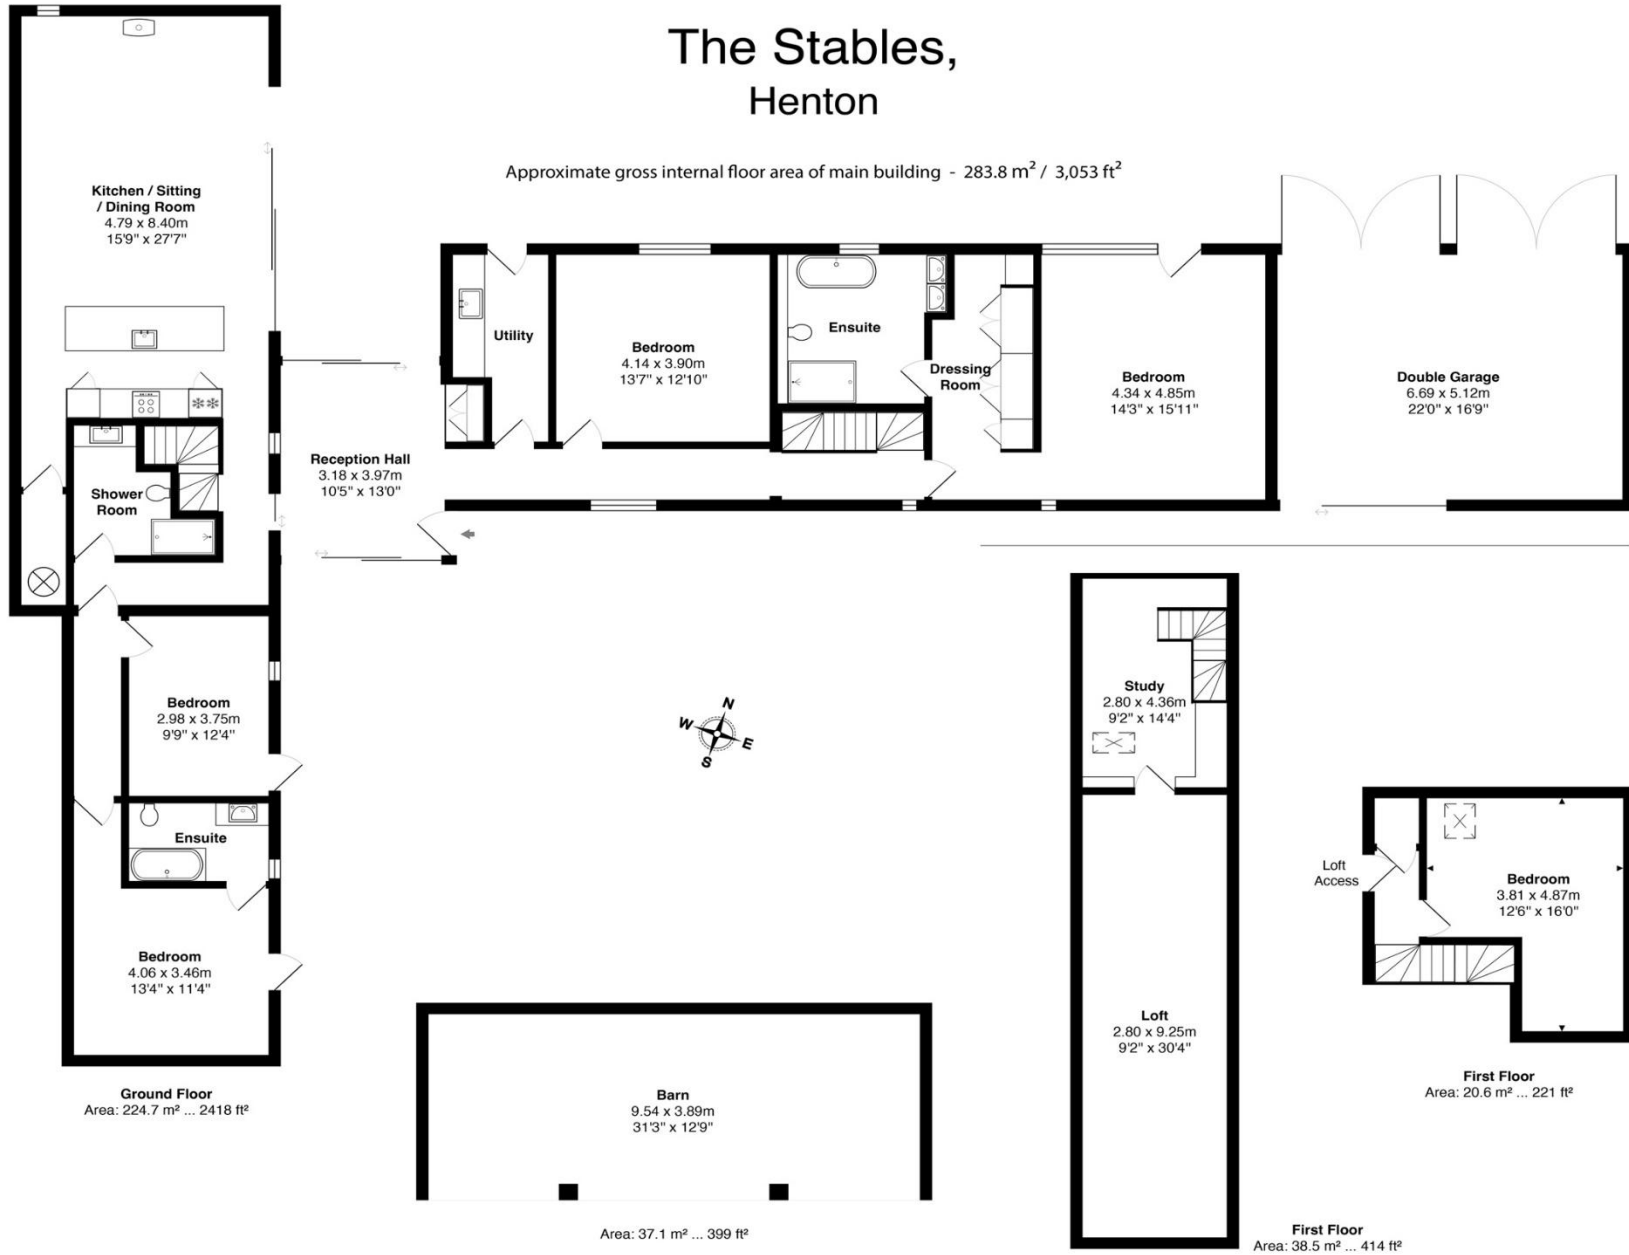 The Stables,
Henton
Approximate gross internal floor area of main building - 283.8 m² / 3,053 ft²
Kitchen / Sitting
/ Dining Room
4.79 x 8.40m
15'9" x 27'7"
Utility
Bedroom
4.14 x 3.90m
13'7" x 12'10"
Ensuite
Dressing
Room
Bedroom
4.34 x 4.85m
14'3" x 15'11"
Double Garage
6.69 x 5.12m
22'0" x 16'9"
Reception Hall
3.18 x 3.97m
10'5" x 13'0"
Shower
Room
Bedroom
2.98 x 3.75m
9'9" x 12'4"
Ensuite
Bedroom
4.06 x 3.46m
13'4" x 11'4"
Ground Floor
Area: 224.7 m² ... 2418 ft²
N
W
E
S
Barn
9.54 x 3.89m
31'3" x 12'9"
Area: 37.1 m² ... 399 ft²
Study
2.80 x 4.36m
9'2" x 14'4"
Loft
2.80 x 9.25m
9'2" x 30'4"
First Floor
Area: 38.5 m² ... 414 ft²
Loft
Access
Bedroom
3.81 x 4.87m
12'6" x 16'0"
First Floor
Area: 20.6 m² ... 221 ft²